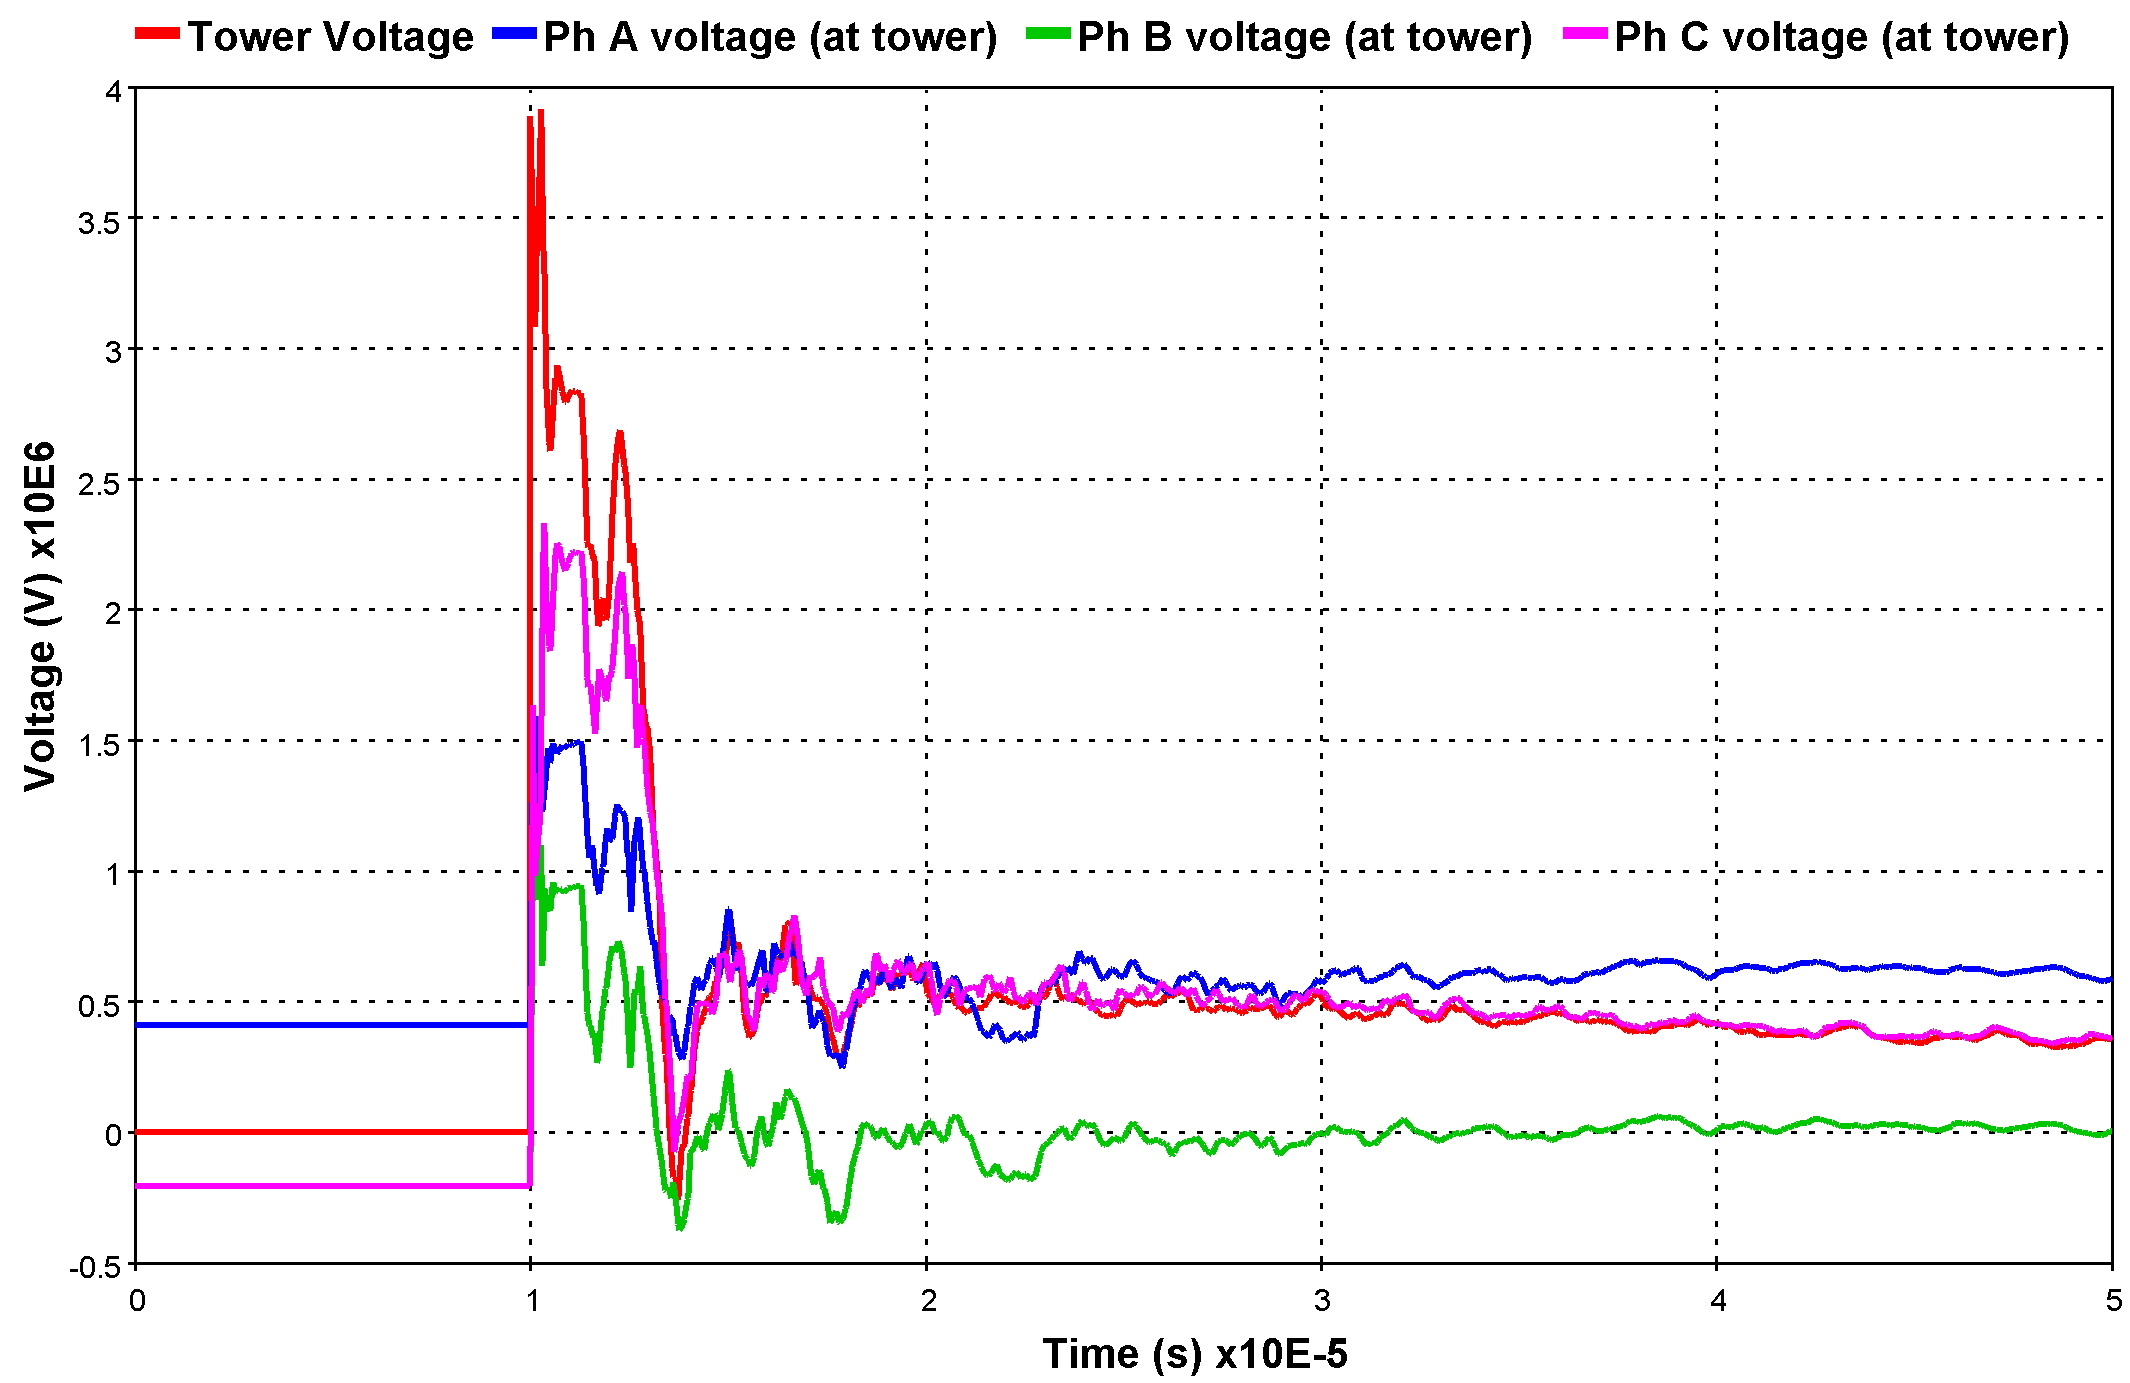 Tower Voltage Ph A voltage (at tower) Ph B voltage (at tower) Ph C voltage (at tower)
4
3.5
3
2.5
2
1.5
1
0.5
0
-0.5
Voltage (V) x10E6
0 1 2 3 4 5
Time (s) x10E-5